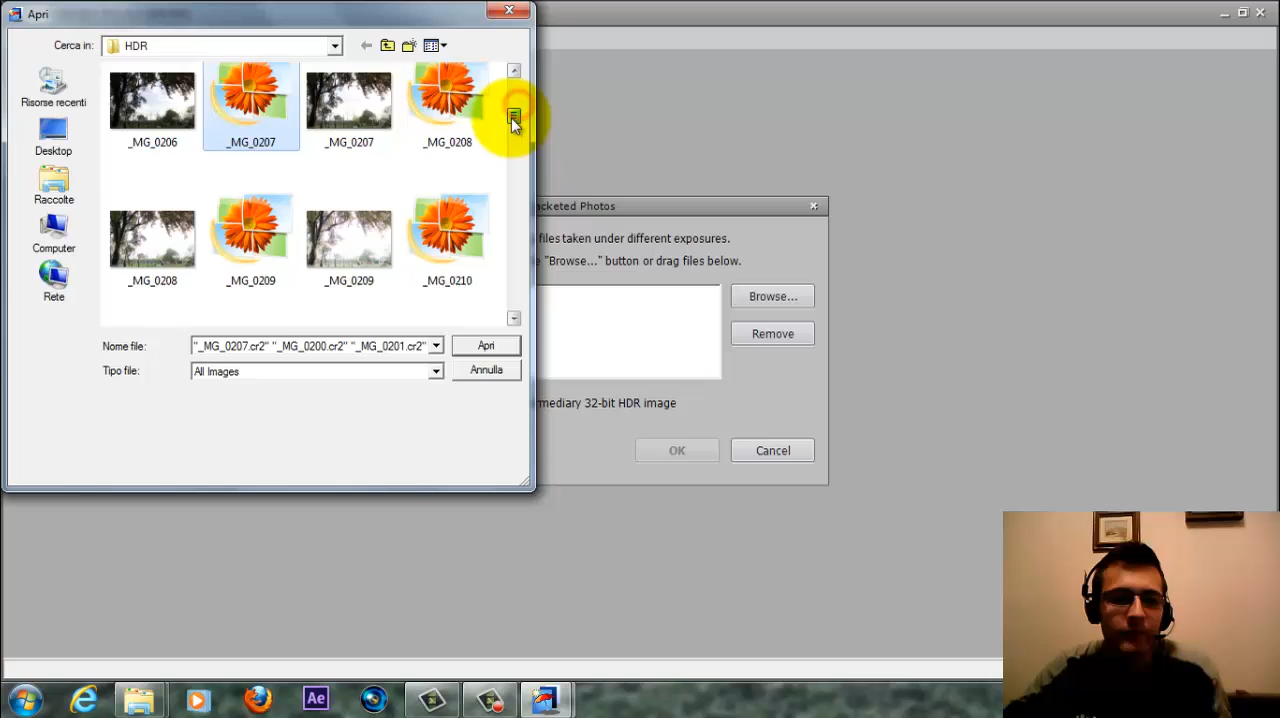 Apri
Cerca in:
HDR
Risorse recenti
Desktop
Raccolte
Computer
Rete
_MG_0206
_MG_0207
_MG_0207
_MG_0208
_MG_0208
_MG_0209
_MG_0209
_MG_0210
Nome file:
"_MG_0207.cr2" "_MG_0200.cr2" "_MG_0201.cr2"
Apri
Tipo file:
All Images
Annulla
acketed Photos
files taken under different exposures.
"Browse..." button or drag files below.
Browse...
Remove
mediary 32-bit HDR image
OK
Cancel
Ae